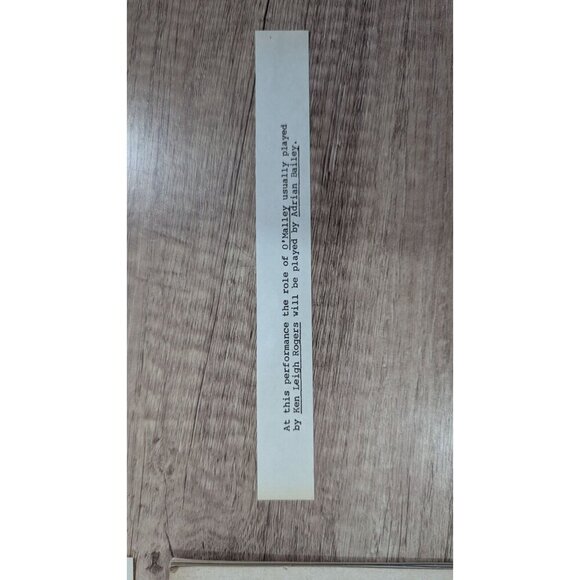 At this performance the role of O'Malley usually played
by Ken Leigh Rogers will be played by Adrian Bailey.